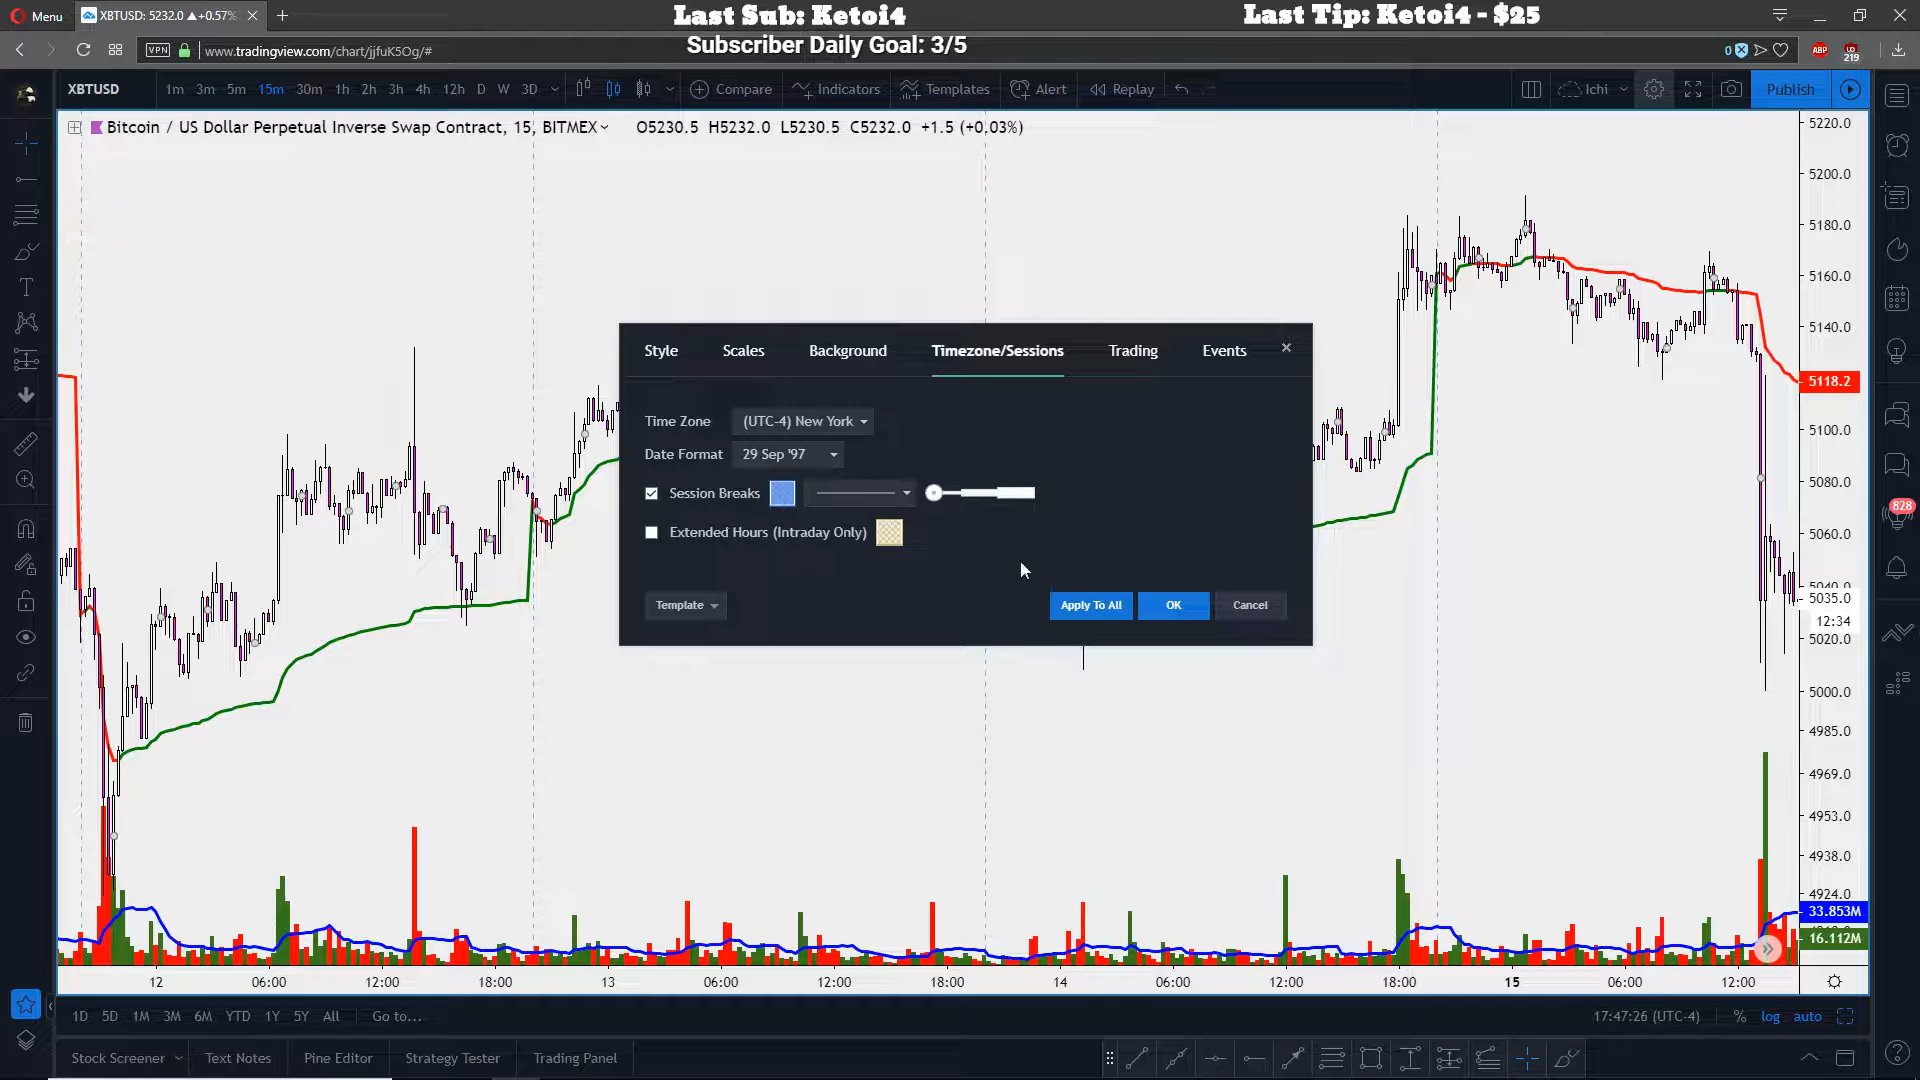 Last Sub: Ketoi4
Last Tip: Ketoi4 - $25
Subscriber Daily Goal: 3/5
Menu
XBTUSD: 5232.0 ▲+0.57%
VPN
www.tradingview.com/chart/jjfuK5Og/#
0
ABP
219
XBTUSD
1m 3m 5m 15m 30m 1h 2h 3h 4h 12h D W 3D
Compare
Indicators
Templates
Alert
Replay
Ichi
Publish
Bitcoin / US Dollar Perpetual Inverse Swap Contract, 15, BITMEX
O5230.5 H5232.0 L5230.5 C5232.0 +1.5 (+0.03%)
5220.0
5200.0
5180.0
5160.0
5140.0
5118.2
5100.0
5080.0
5060.0
5040.0
5035.0
12:34
5020.0
5000.0
4985.0
4969.0
4953.0
4938.0
4924.0
33.853M
16.112M
828
Style
Scales
Background
Timezone/Sessions
Trading
Events
Time Zone
(UTC-4) New York
Date Format
29 Sep '97
Session Breaks
Extended Hours (Intraday Only)
Template
Apply To All
OK
Cancel
12 06:00 12:00 18:00 13 06:00 12:00 18:00 14 06:00 12:00 18:00 15 06:00 12:00
1D 5D 1M 3M 6M YTD 1Y 5Y All Go to...
17:47:26 (UTC-4)
% log auto
Stock Screener
Text Notes
Pine Editor
Strategy Tester
Trading Panel